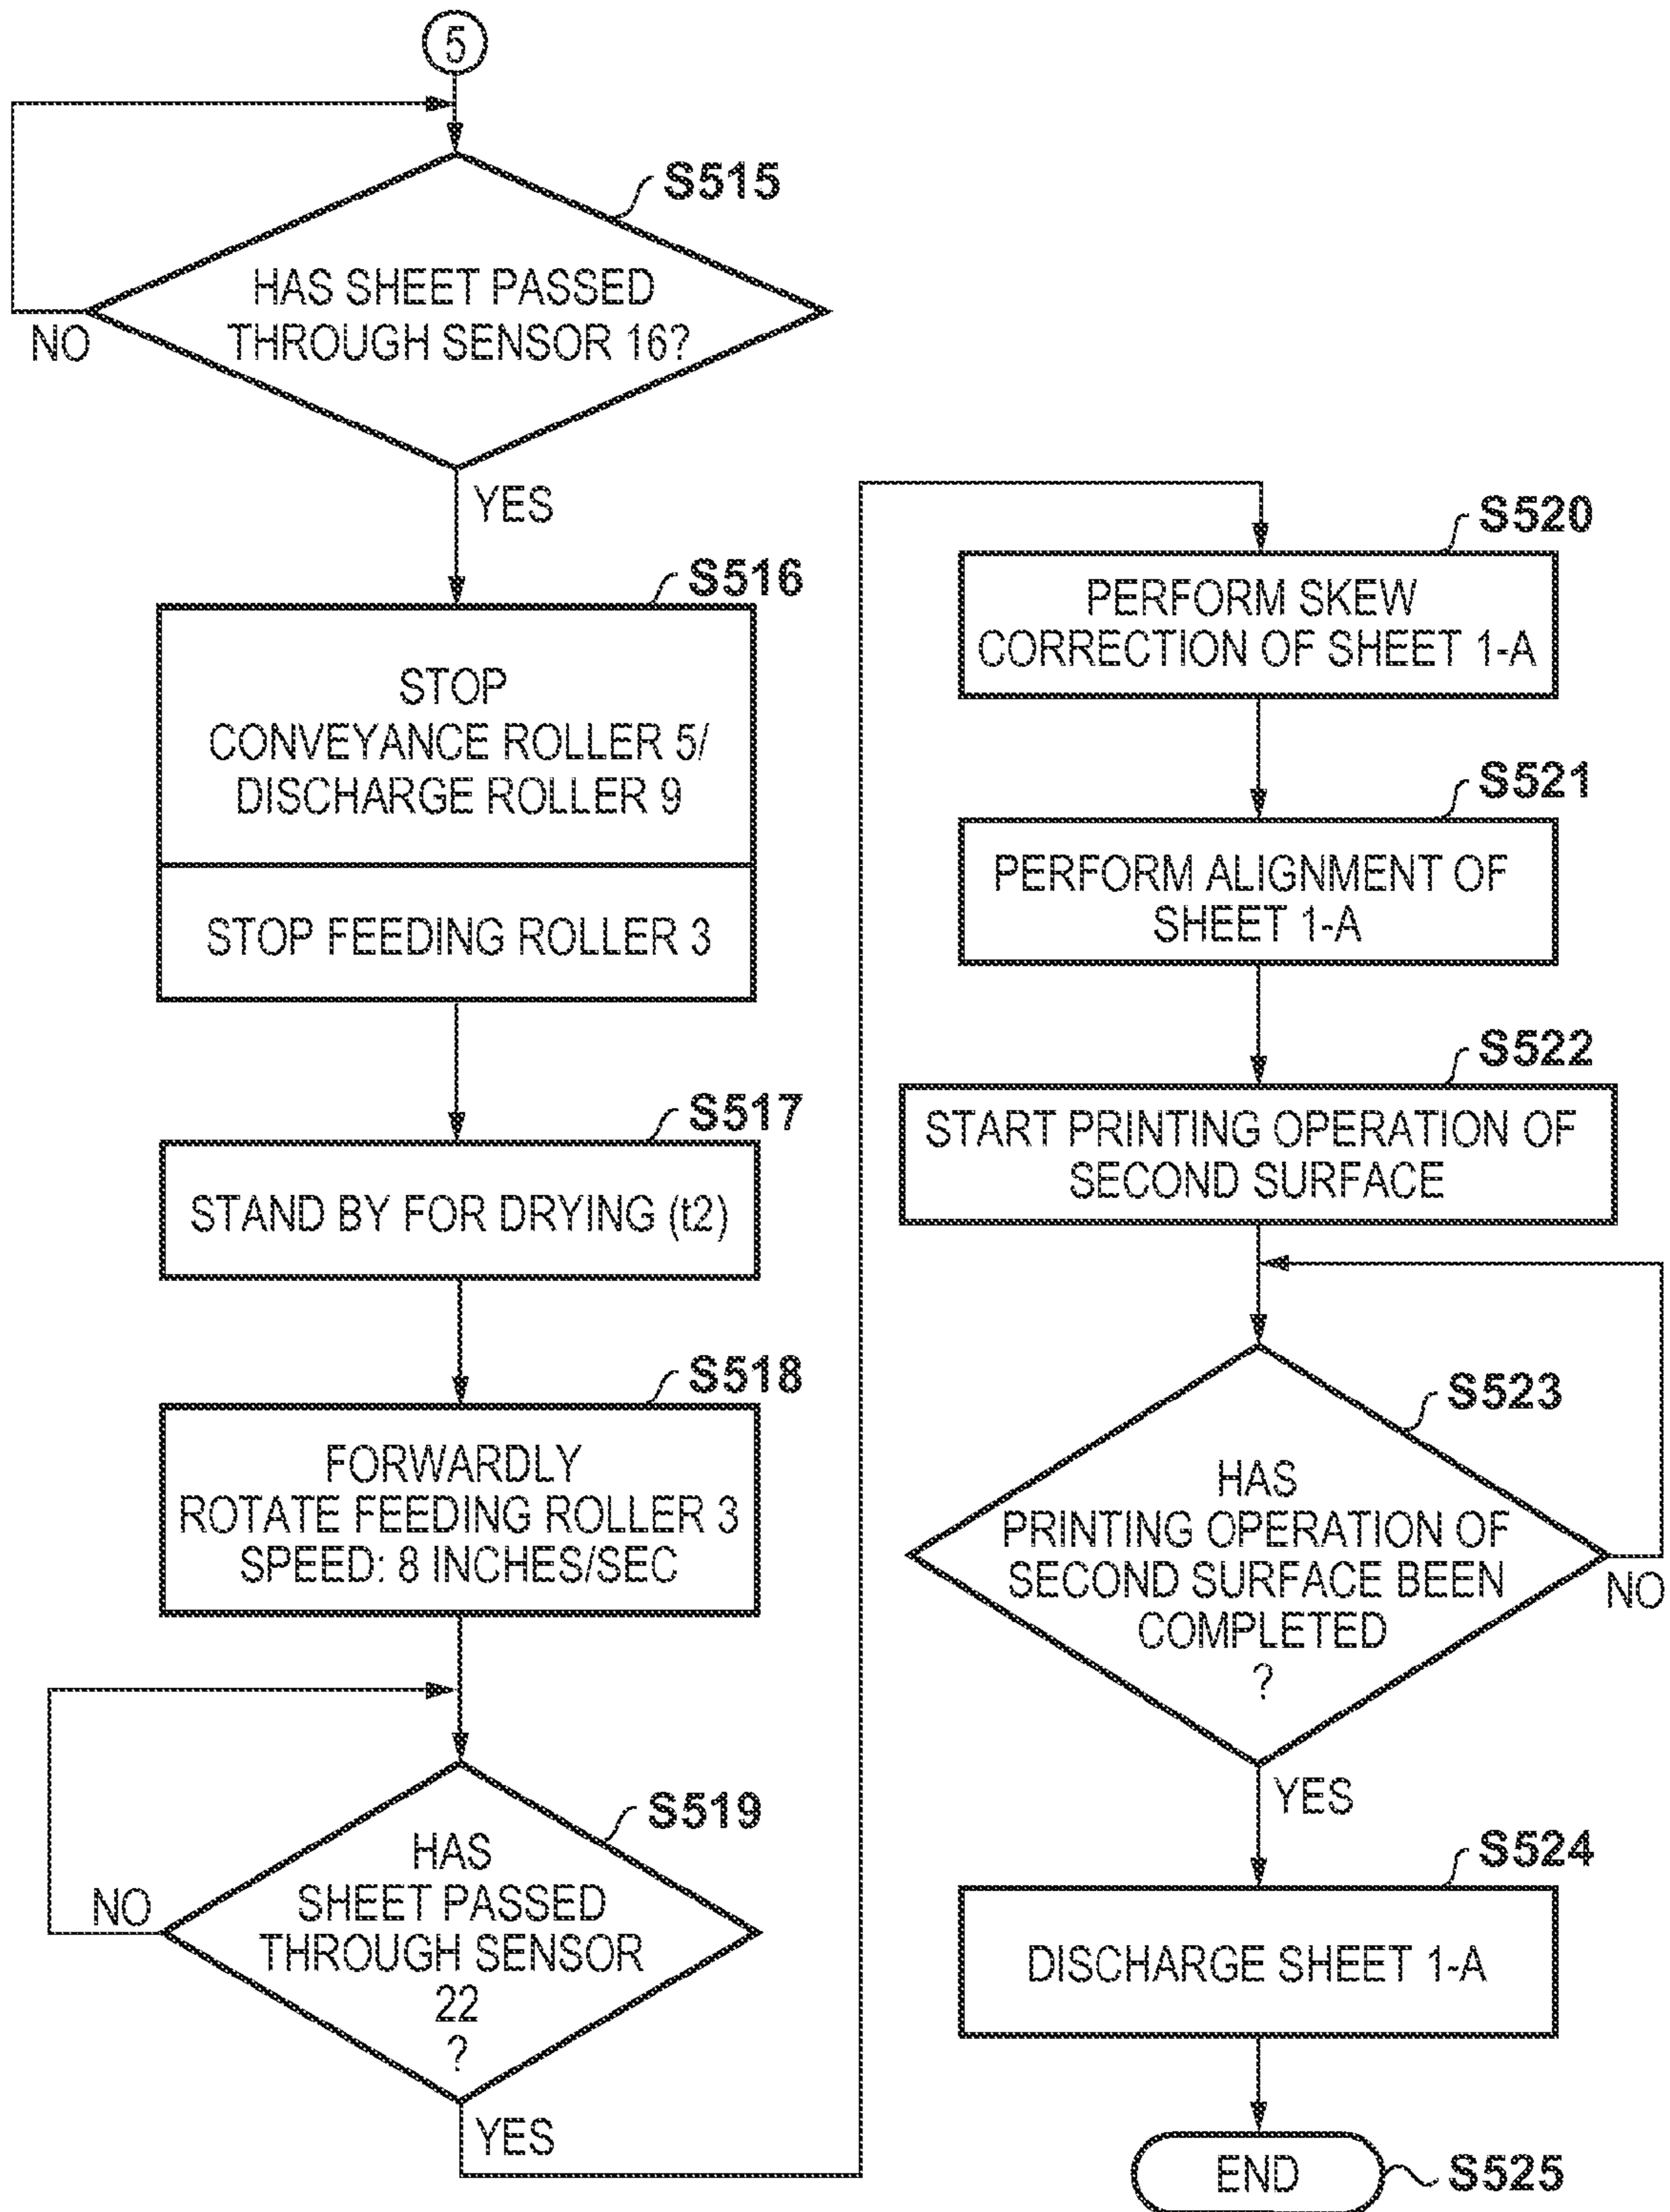 5
S515
HAS SHEET PASSED
THROUGH SENSOR 16?
NO
YES
S516
STOP
CONVEYANCE ROLLER 5/
DISCHARGE ROLLER 9
STOP FEEDING ROLLER 3
S517
STAND BY FOR DRYING (t2)
S518
FORWARDLY
ROTATE FEEDING ROLLER 3
SPEED: 8 INCHES/SEC
S519
HAS
SHEET PASSED
THROUGH SENSOR
22
?
NO
YES
S520
PERFORM SKEW
CORRECTION OF SHEET 1-A
S521
PERFORM ALIGNMENT OF
SHEET 1-A
S522
START PRINTING OPERATION OF
SECOND SURFACE
S523
HAS
PRINTING OPERATION OF
SECOND SURFACE BEEN
COMPLETED
?
NO
YES
S524
DISCHARGE SHEET 1-A
END
S525